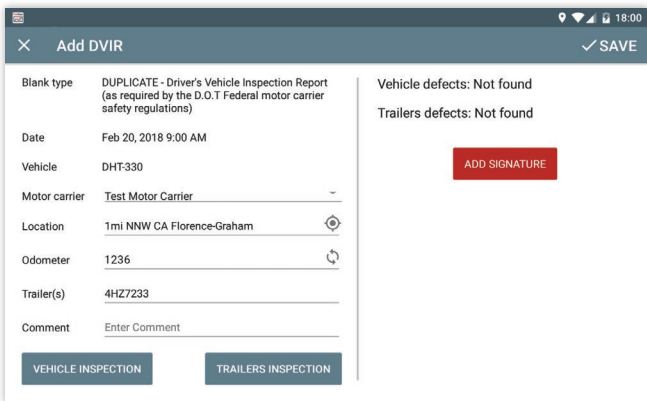 18:00
Add DVIR
SAVE
Blank type
DUPLICATE - Driver's Vehicle Inspection Report
(as required by the D.O.T Federal motor carrier
safety regulations)
Date
Feb 20, 2018 9:00 AM
Vehicle
DHT-330
Motor carrier
Test Motor Carrier
Location
1mi NNW CA Florence-Graham
Odometer
1236
Trailer(s)
4HZ7233
Comment
Enter Comment
VEHICLE INSPECTION
TRAILERS INSPECTION
Vehicle defects: Not found
Trailers defects: Not found
ADD SIGNATURE